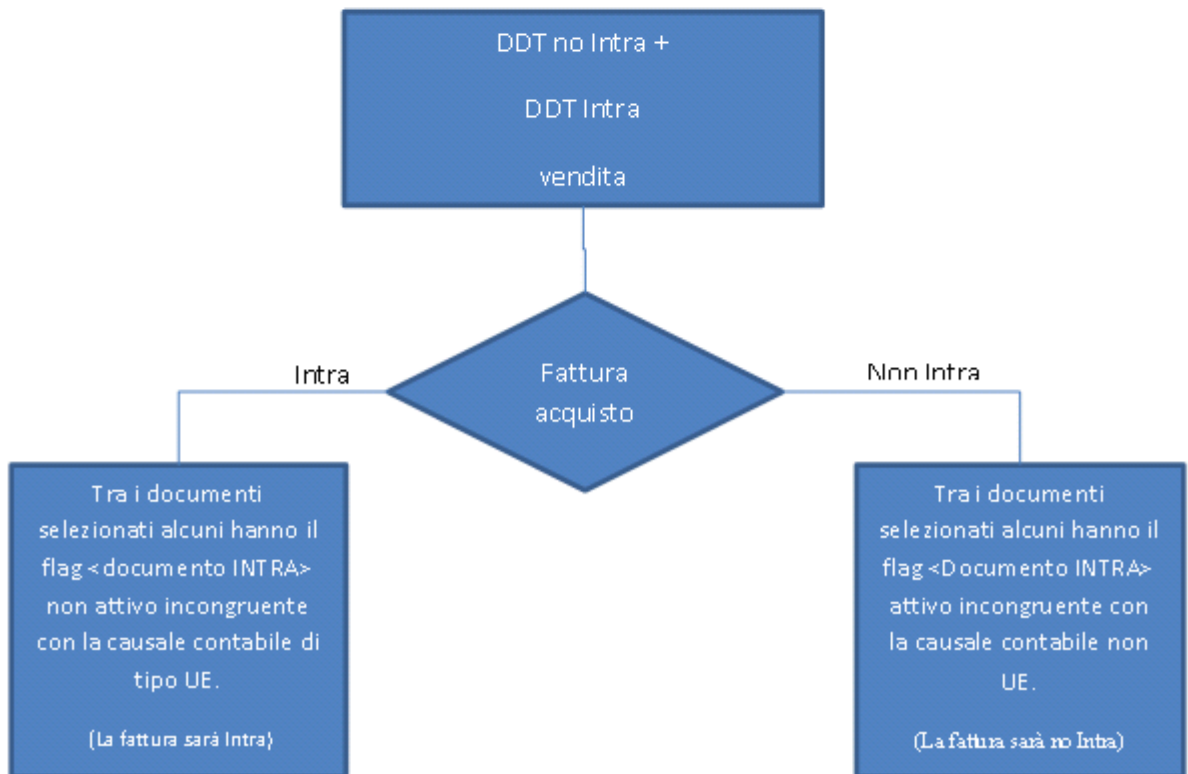 DDT no Intra +
DDT Intra
vendita
Intra
Fattura
acquisto
Non Intra
Tra i documenti
selezionati alcuni hanno il
flag <documento INTRA>
non attivo incongruente
con la causale contabile di
tipo UE.
(La fattura sarà Intra)
Tra i documenti
selezionati alcuni hanno il
flag <Documento INTRA>
attivo incongruente con
la causale contabile non
UE.
(La fattura sarà no Intra)